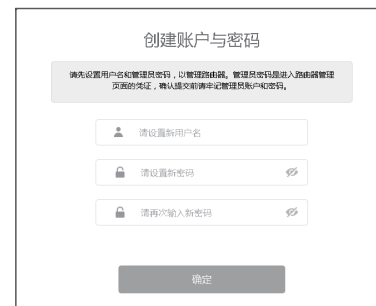 创建账户与密码
请先设置用户名和管理员密码，以管理路由器。管理员密码是进入路由器管理
页面的凭证，确认提交前请牢记管理员账户和密码。
请设置新用户名
请设置新密码
请再次输入新密码
确定